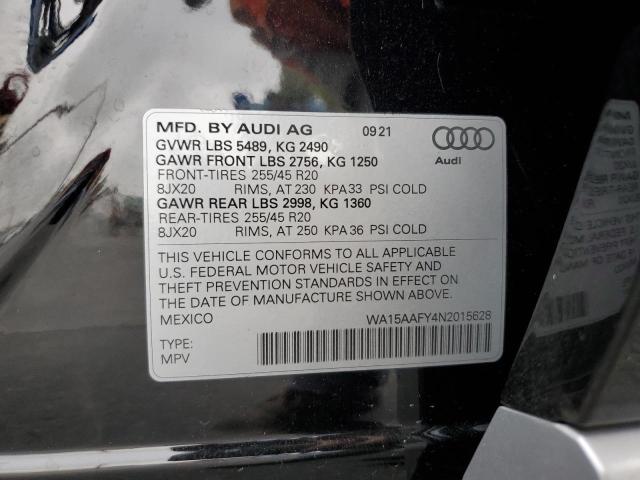 MFD. BY AUDI AG 0921
GVWR LBS 5489, KG 2490
GAWR FRONT LBS 2756, KG 1250
FRONT-TIRES 255/45 R20
8JX20 RIMS, AT 230 KPA33 PSI COLD
GAWR REAR LBS 2998, KG 1360
REAR-TIRES 255/45 R20
8JX20 RIMS, AT 250 KPA36 PSI COLD
Audi
THIS VEHICLE CONFORMS TO ALL APPLICABLE
U.S. FEDERAL MOTOR VEHICLE SAFETY AND
THEFT PREVENTION STANDARDS IN EFFECT ON
THE DATE OF MANUFACTURE SHOWN ABOVE.
MEXICO WA15AAFY4N2015628
TYPE:
MPV